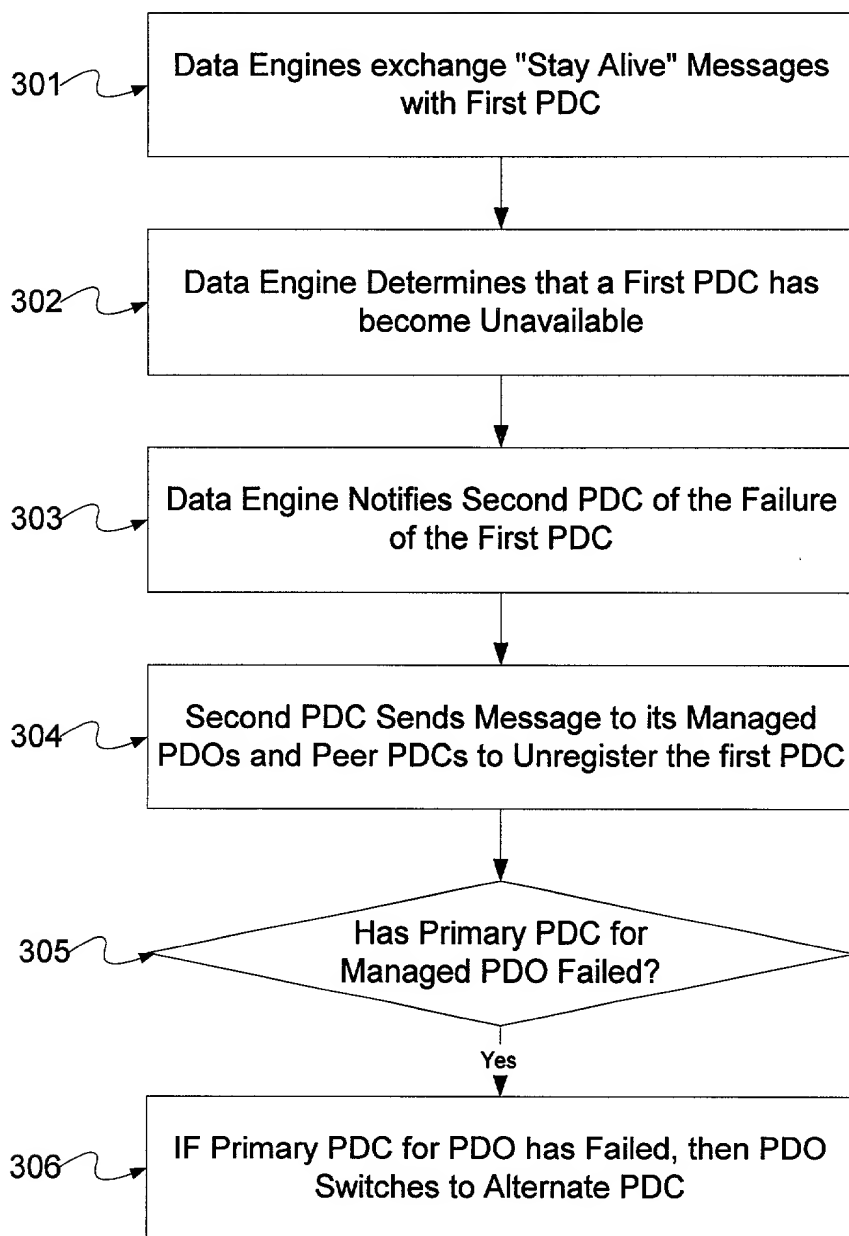 301
Data Engines exchange "Stay Alive" Messages
with First PDC
302
Data Engine Determines that a First PDC has
become Unavailable
303
Data Engine Notifies Second PDC of the Failure
of the First PDC
304
Second PDC Sends Message to its Managed
PDOs and Peer PDCs to Unregister the first PDC
305
Has Primary PDC for
Managed PDO Failed?
Yes
306
IF Primary PDC for PDO has Failed, then PDO
Switches to Alternate PDC